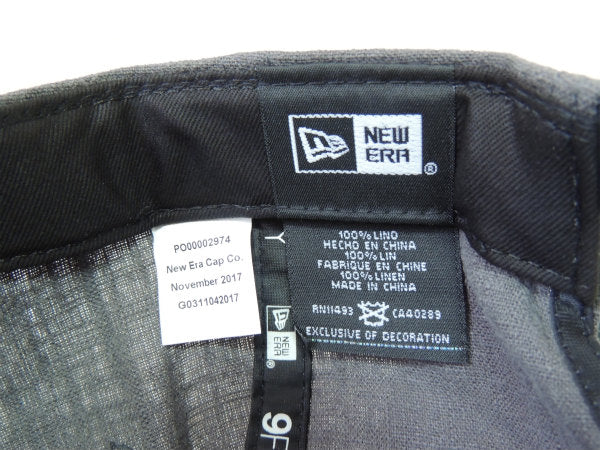 NEW
ERA
®
PO00002974
New Era Cap Co.
November 2017
G0311042017
Y
100% LINO
HECHO EN CHINA
100% LIN
FABRIQUE EN CHINE
100% LINEN
MADE IN CHINA
RN11493 CA40289
EXCLUSIVE OF DECORATION
NEW
ERA
9F